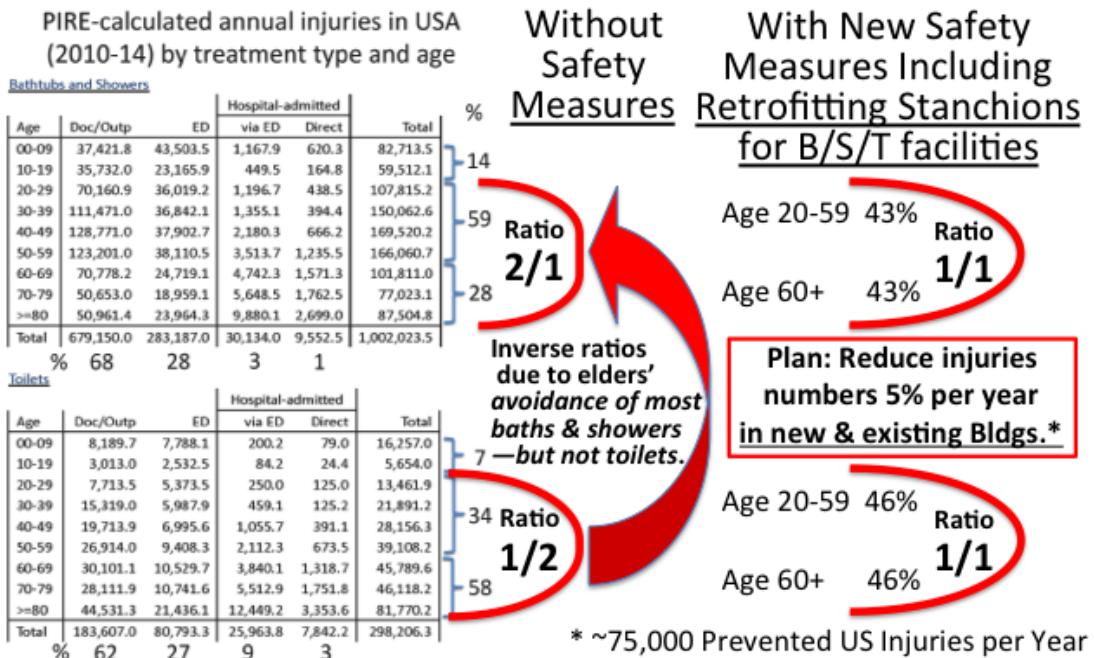 PIRE-calculated annual injuries in USA
(2010-14) by treatment type and age
Bathtubs and Showers
Hospital-admitted
Age Doc/Outp ED via ED Direct Total %
00-09 37,421.8 43,503.5 1,167.9 620.3 82,713.5
10-19 35,732.0 23,165.9 449.5 164.8 59,512.1
14
20-29 70,160.9 36,019.2 1,196.7 438.5 107,815.2
30-39 111,471.0 36,842.1 1,355.1 394.4 150,062.6
40-49 128,771.0 37,902.7 2,180.3 666.2 169,520.2
50-59 123,201.0 38,110.5 3,513.7 1,235.5 166,060.7
59
60-69 70,778.2 24,719.1 4,742.3 1,571.3 101,811.0
70-79 50,653.0 18,959.1 5,648.5 1,762.5 77,023.1
>=80 50,961.4 23,964.3 9,880.1 2,699.0 87,504.8
28
Total 679,150.0 283,187.0 30,134.0 9,552.5 1,002,023.5
% 68 28 3 1
Toilets
Hospital-admitted
Age Doc/Outp ED via ED Direct Total
00-09 8,189.7 7,788.1 200.2 79.0 16,257.0
10-19 3,013.0 2,532.5 84.2 24.4 5,654.0
7
20-29 7,713.5 5,373.5 250.0 125.0 13,461.9
30-39 15,319.0 5,987.9 459.1 125.2 21,891.2
40-49 19,713.9 6,995.6 1,055.7 391.1 28,156.3
50-59 26,914.0 9,408.3 2,112.3 673.5 39,108.2
34
60-69 30,101.1 10,529.7 3,840.1 1,318.7 45,789.6
70-79 28,111.9 10,741.6 5,512.9 1,751.8 46,118.2
>=80 44,531.3 21,436.1 12,449.2 3,353.6 81,770.2
58
Total 183,607.0 80,793.3 25,963.8 7,842.2 298,206.3
% 62 27 9 3
Without
Safety
Measures
Ratio
2/1
Inverse ratios
due to elders'
avoidance of most
baths & showers
—but not toilets.
Ratio
1/2
With New Safety
Measures Including
Retrofitting Stanchions
for B/S/T facilities
Age 20-59 43%
Ratio
1/1
Age 60+ 43%
Plan: Reduce injuries
numbers 5% per year
in new & existing Bldgs.*
Age 20-59 46%
Ratio
1/1
Age 60+ 46%
* ~75,000 Prevented US Injuries per Year